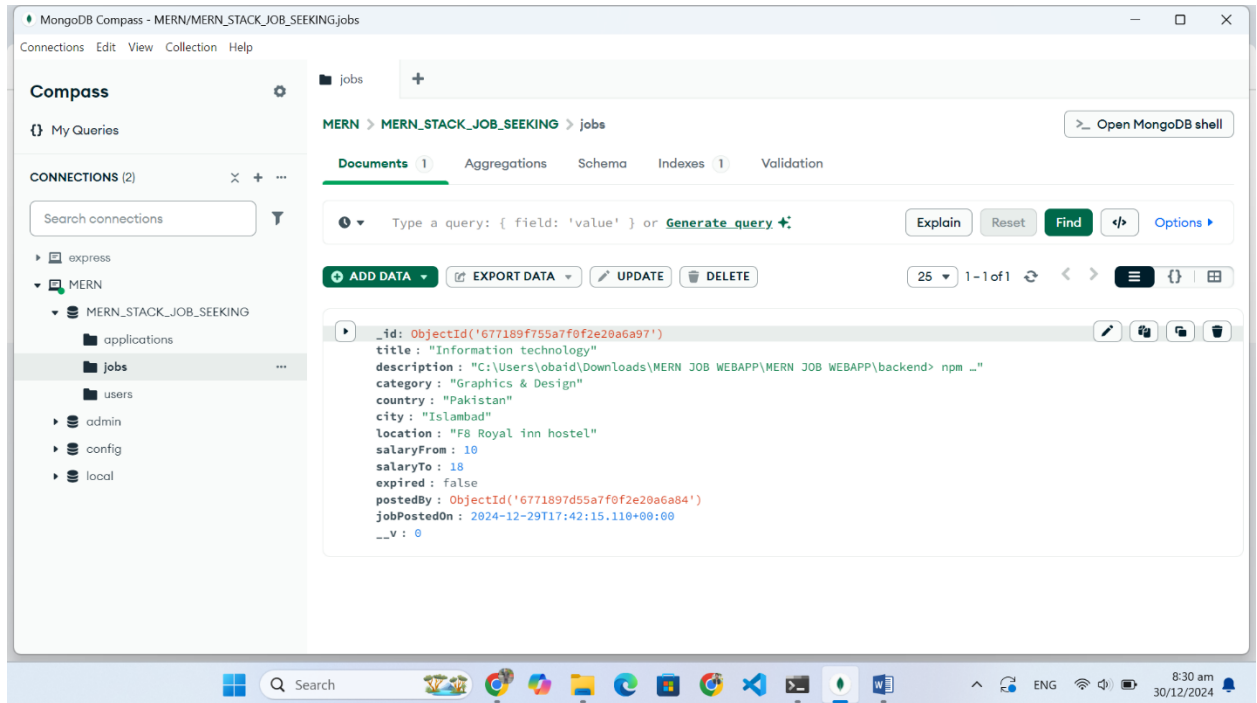 MongoDB Compass - MERN/MERN_STACK_JOB_SEEKING.jobs
Connections Edit View Collection Help
Compass
{} My Queries
CONNECTIONS (2)
Search connections
express
MERN
MERN_STACK_JOB_SEEKING
applications
jobs
users
admin
config
local
jobs
MERN > MERN_STACK_JOB_SEEKING > jobs
>_ Open MongoDB shell
Documents 1 Aggregations Schema Indexes 1 Validation
Type a query: { field: 'value' } or Generate query
Explain Reset Find </> Options
ADD DATA EXPORT DATA UPDATE DELETE
25 1-1 of 1 {}
_id: ObjectId('677189f755a7f0f2e20a6a97')
title : "Information technology"
description : "C:\Users\obaid\Downloads\MERN JOB WEBAPP\MERN JOB WEBAPP\backend> npm …"
category : "Graphics & Design"
country : "Pakistan"
city : "Islambad"
location : "F8 Royal inn hostel"
salaryFrom : 10
salaryTo : 18
expired : false
postedBy : ObjectId('6771897d55a7f0f2e20a6a84')
jobPostedOn : 2024-12-29T17:42:15.110+00:00
__v : 0
Search
ENG
8:30 am
30/12/2024